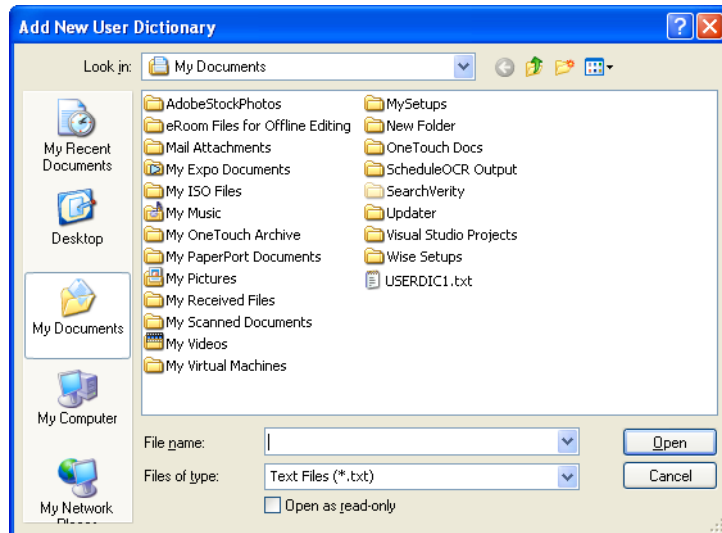 Add New User Dictionary
Look in:
My Documents
My Recent
Documents
Desktop
My Documents
My Computer
My Network
AdobeStockPhotos
eRoom Files for Offline Editing
Mail Attachments
My Expo Documents
My ISO Files
My Music
My OneTouch Archive
My PaperPort Documents
My Pictures
My Received Files
My Scanned Documents
My Videos
My Virtual Machines
MySetups
New Folder
OneTouch Docs
ScheduleOCR Output
SearchVerity
Updater
Visual Studio Projects
Wise Setups
USERDIC1.txt
File name:
Open
Files of type:
Text Files (*.txt)
Cancel
Open as read-only